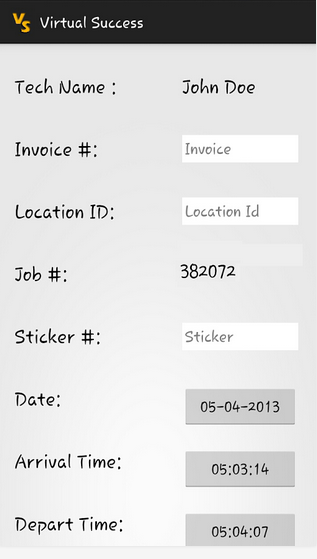 VS Virtual Success
Tech Name : John Doe
Invoice #: Invoice
Location ID: Location Id
Job #: 382072
Sticker #: Sticker
Date: 05-04-2013
Arrival Time: 05:03:14
Depart Time: 05:04:07